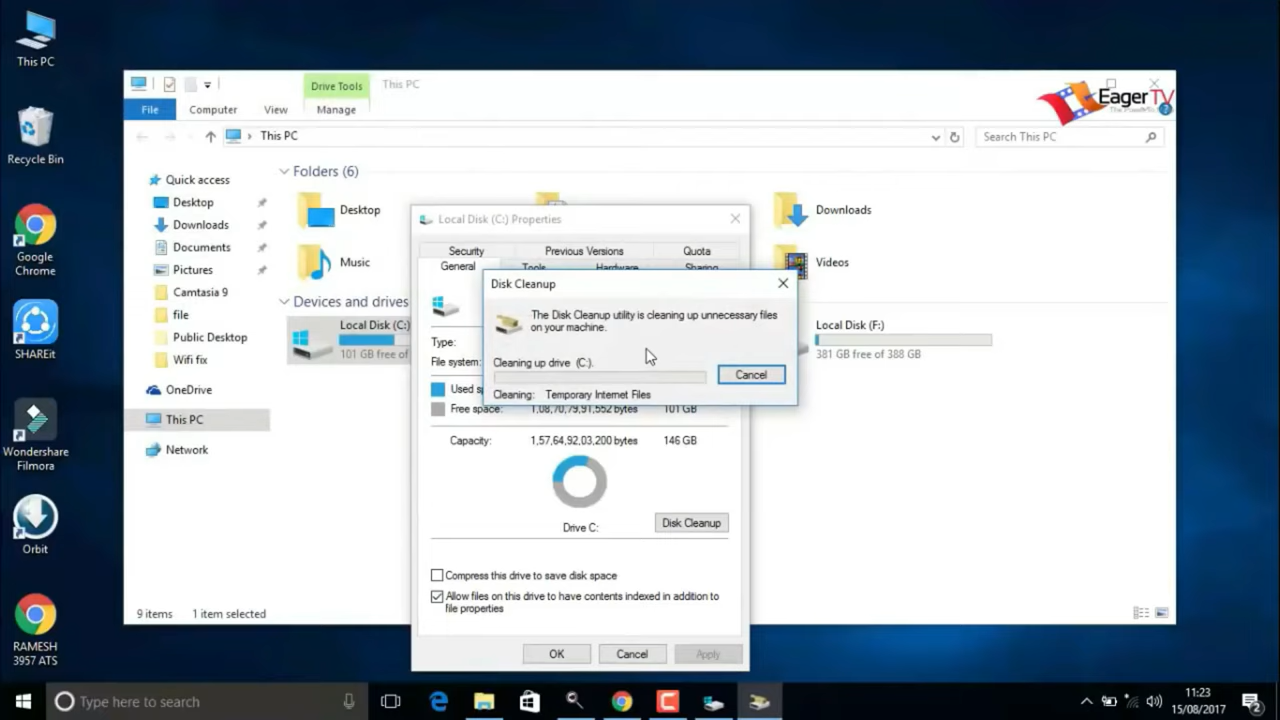 This PC
Recycle Bin
Google
Chrome
SHAREit
Wondershare
Filmora
Orbit
RAMESH
3957 ATS
Drive Tools
This PC
File
Computer
View
Manage
EagerTV
This PC
Search This PC
Quick access
Desktop
Downloads
Documents
Pictures
Camtasia 9
file
Public Desktop
Wifi fix
OneDrive
This PC
Network
Folders (6)
Desktop
Downloads
Music
Videos
Devices and drives
Local Disk (C:)
101 GB free of
Local Disk (F:)
381 GB free of 388 GB
9 items 1 item selected
Local Disk (C:) Properties
Security
Previous Versions
Quota
General
Tools
Hardware
Sharing
Type:
File system:
Used
Free space: 1,08,70,79,91,552 bytes 101 GB
Capacity: 1,57,64,92,03,200 bytes 146 GB
Drive C:
Disk Cleanup
Compress this drive to save disk space
Allow files on this drive to have contents indexed in addition to
file properties
OK
Cancel
Apply
Disk Cleanup
The Disk Cleanup utility is cleaning up unnecessary files
on your machine.
Cleaning up drive (C:).
Cancel
Cleaning: Temporary Internet Files
Type here to search
11:23
15/08/2017
2